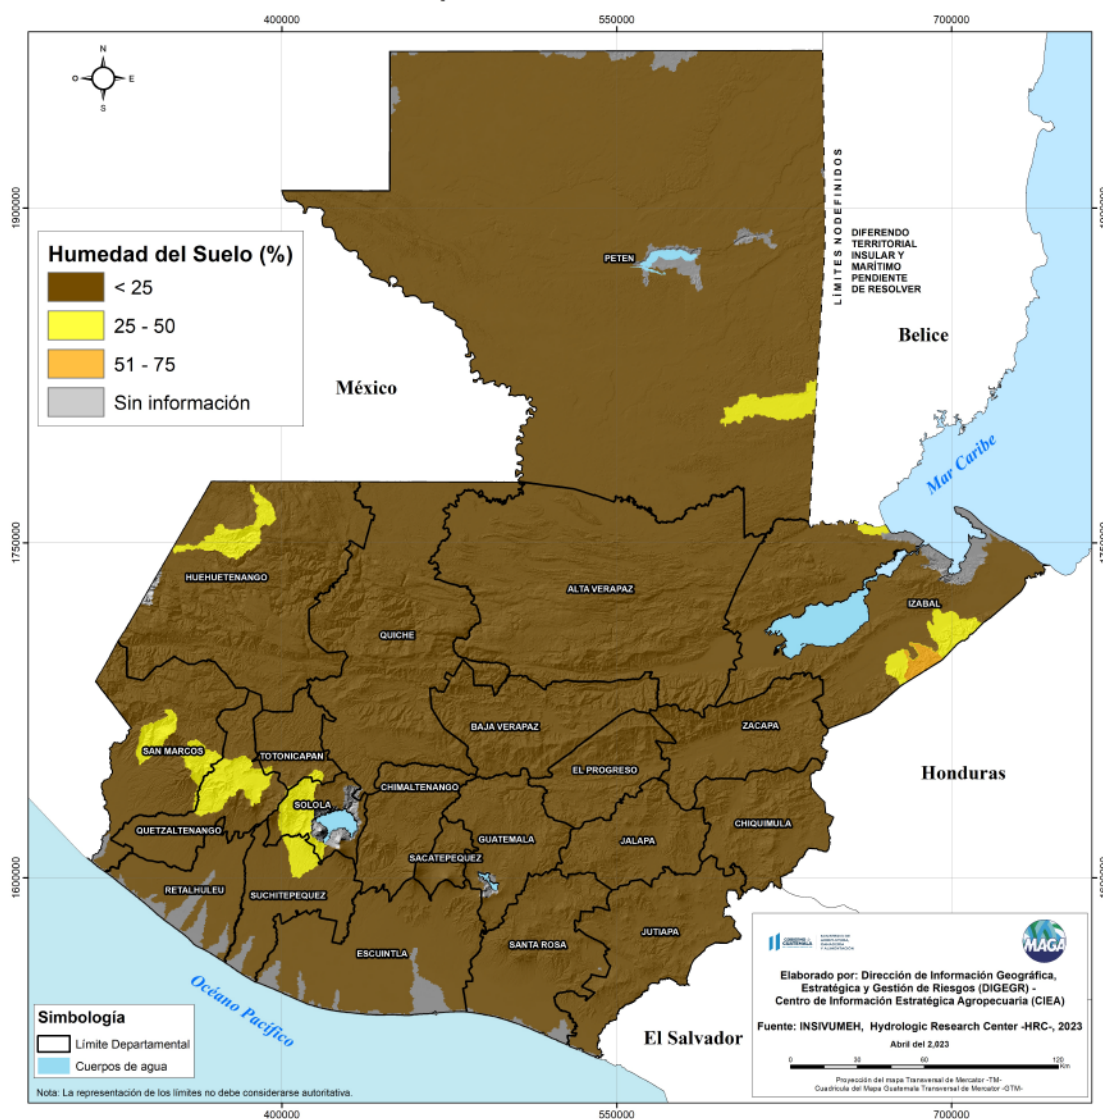 400000
550000
700000
N
O
E
S
1900000
1750000
1600000
Humedad del Suelo (%)
< 25
25 - 50
51 - 75
Sin información
LÍMITES NO DEFINIDOS
DIFERENDO
TERRITORIAL
INSULAR Y
MARÍTIMO
PENDIENTE
DE RESOLVER
PETEN
Belice
México
Mar Caribe
HUEHUETENANGO
ALTA VERAPAZ
IZABAL
QUICHE
BAJA VERAPAZ
ZACAPA
SAN MARCOS
TOTONICAPAN
EL PROGRESO
Honduras
CHIMALTENANGO
SOLOLA
QUETZALTENANGO
GUATEMALA
JALAPA
CHIQUIMULA
SACATEPEQUEZ
RETALHULEU
SUCHITEPEQUEZ
JUTIAPA
SANTA ROSA
ESCUINTLA
Océano Pacífico
El Salvador
Simbología
Límite Departamental
Cuerpos de agua
Nota: La representación de los límites no debe considerarse autoritativa.
GUATEMALA
MAGA
Elaborado por: Dirección de Información Geográfica,
Estratégica y Gestión de Riesgos (DIGEGR) -
Centro de Información Estratégica Agropecuaria (CIEA)
Fuente: INSIVUMEH, Hydrologic Research Center -HRC-, 2023
Abril del 2,023
0 30 60 120
Km
Proyección del mapa Transversal de Mercator -TM-
Cuadrícula del Mapa Guatemala Transversal de Mercator -GTM-
400000
550000
700000